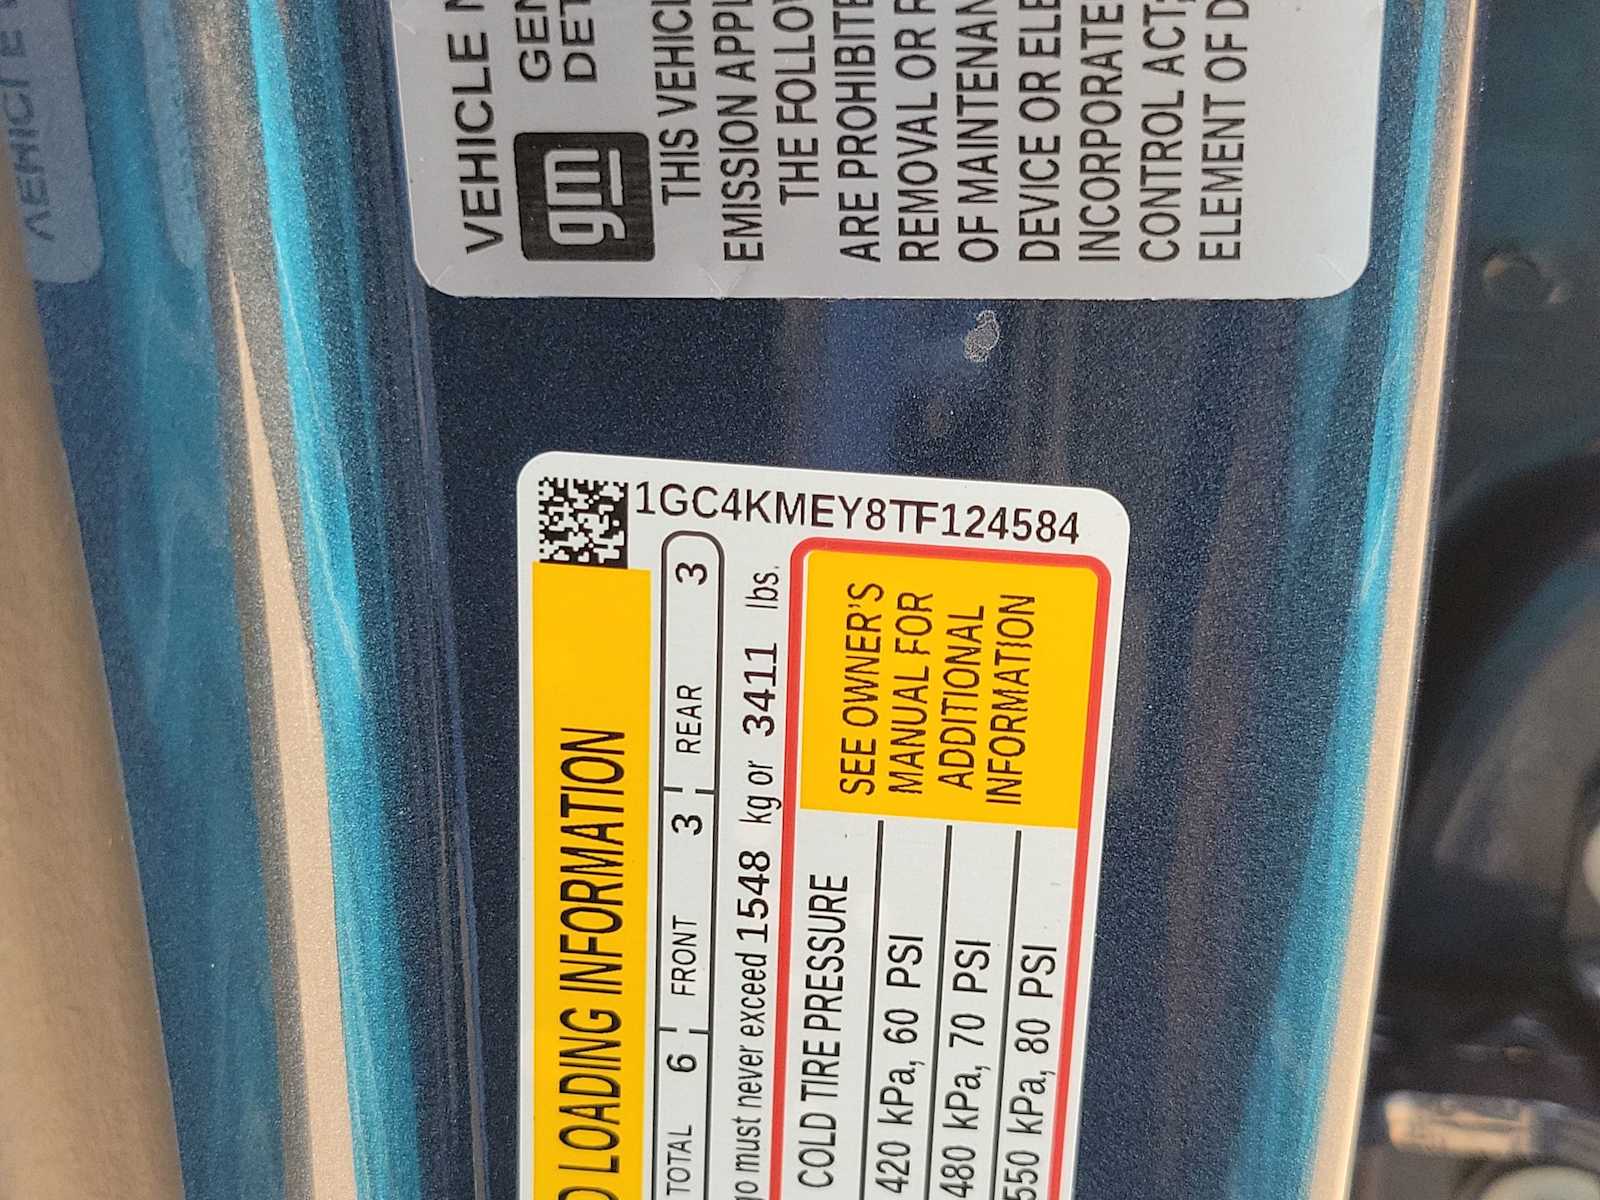 VEHICLE
gm
GEN
DET
THIS VEHICL
EMISSION APPL
THE FOLLOW
ARE PROHIBITE
REMOVAL OR R
OF MAINTENAN
DEVICE OR ELE
INCORPORATE
CONTROL ACT;
ELEMENT OF D
1GC4KMEY8TF124584
LOADING INFORMATION
TOTAL 6 FRONT 3 REAR 3
go must never exceed 1548 kg or 3411 lbs.
COLD TIRE PRESSURE
420 kPa, 60 PSI
480 kPa, 70 PSI
550 kPa, 80 PSI
SEE OWNER'S
MANUAL FOR
ADDITIONAL
INFORMATION